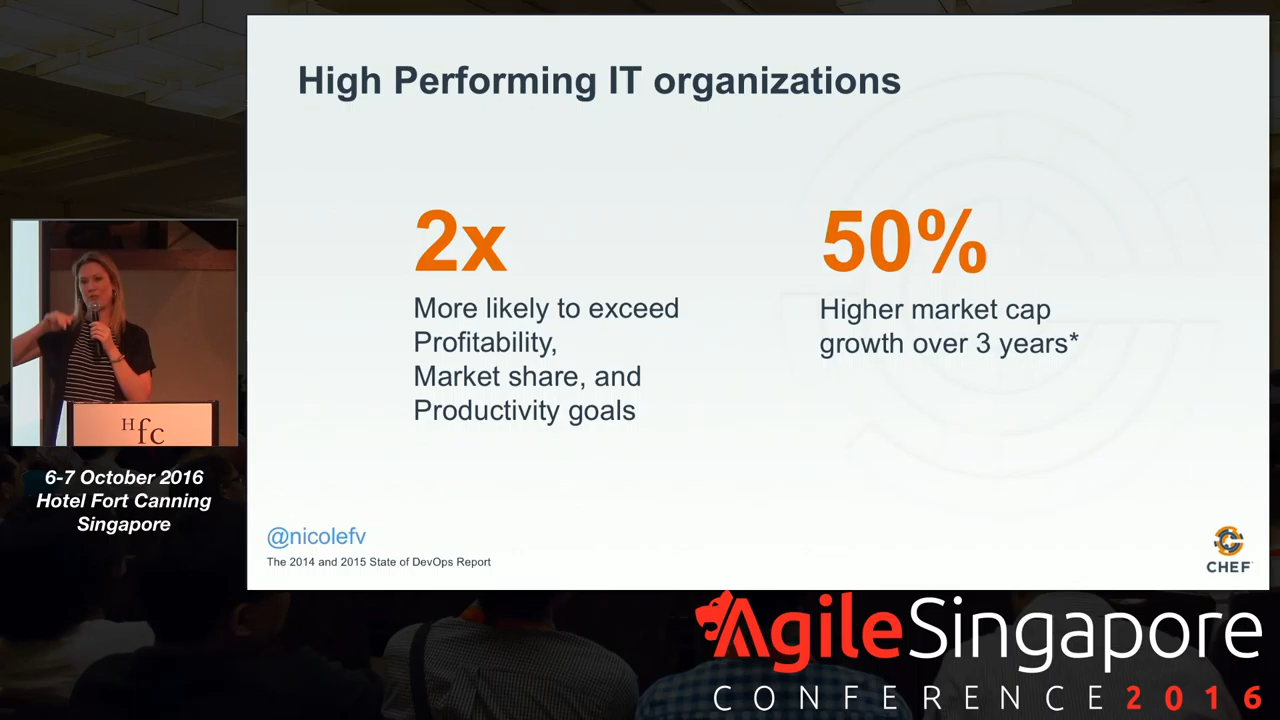 High Performing IT organizations
2x
More likely to exceed
Profitability,
Market share, and
Productivity goals
50%
Higher market cap
growth over 3 years*
@nicolefv
The 2014 and 2015 State of DevOps Report
CHEF
Hfc
6-7 October 2016
Hotel Fort Canning
Singapore
AgileSingapore
CONFERENCE2016